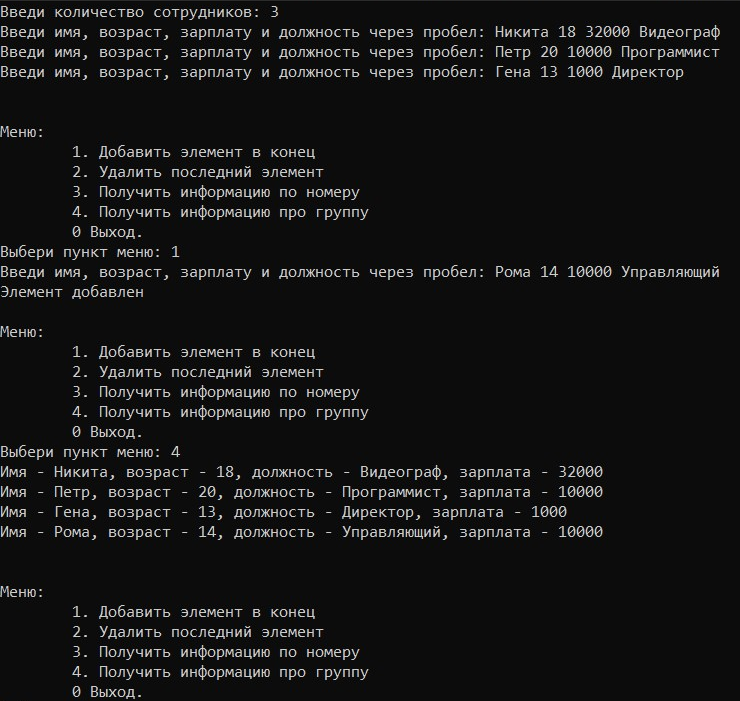 Введи количество сотрудников: 3
Введи имя, возраст, зарплату и должность через пробел: Никита 18 32000 Видеограф
Введи имя, возраст, зарплату и должность через пробел: Петр 20 10000 Программист
Введи имя, возраст, зарплату и должность через пробел: Гена 13 1000 Директор
Меню:
1. Добавить элемент в конец
2. Удалить последний элемент
3. Получить информацию по номеру
4. Получить информацию про группу
0 Выход.
Выбери пункт меню: 1
Введи имя, возраст, зарплату и должность через пробел: Рома 14 10000 Управляющий
Элемент добавлен
Меню:
1. Добавить элемент в конец
2. Удалить последний элемент
3. Получить информацию по номеру
4. Получить информацию про группу
0 Выход.
Выбери пункт меню: 4
Имя - Никита, возраст - 18, должность - Видеограф, зарплата - 32000
Имя - Петр, возраст - 20, должность - Программист, зарплата - 10000
Имя - Гена, возраст - 13, должность - Директор, зарплата - 1000
Имя - Рома, возраст - 14, должность - Управляющий, зарплата - 10000
Меню:
1. Добавить элемент в конец
2. Удалить последний элемент
3. Получить информацию по номеру
4. Получить информацию про группу
0 Выход.